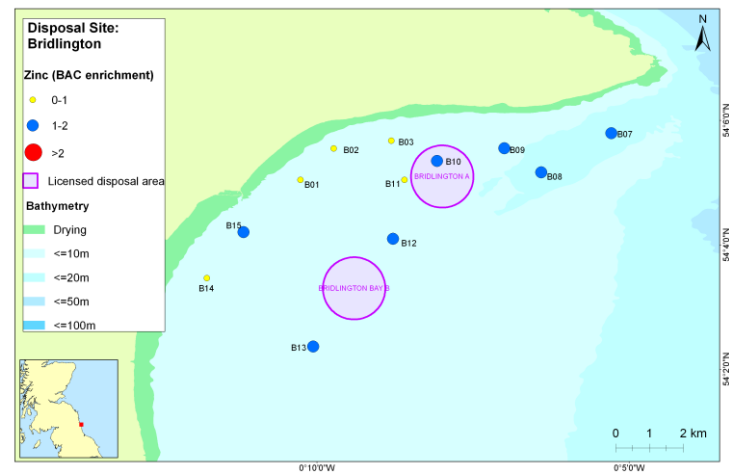 Disposal Site:
Bridlington
Zinc (BAC enrichment)
0-1
1-2
>2
Licensed disposal area
Bathymetry
Drying
<=10m
<=20m
<=50m
<=100m
N
B07
B03
B02
B09
B10
B08
BRIDLINGTON A
B11
B01
B15
B12
B14
BRIDLINGTON BAY B
B13
54°6'0"N
54°4'0"N
54°2'0"N
0 1 2 km
0°10'0"W
0°5'0"W